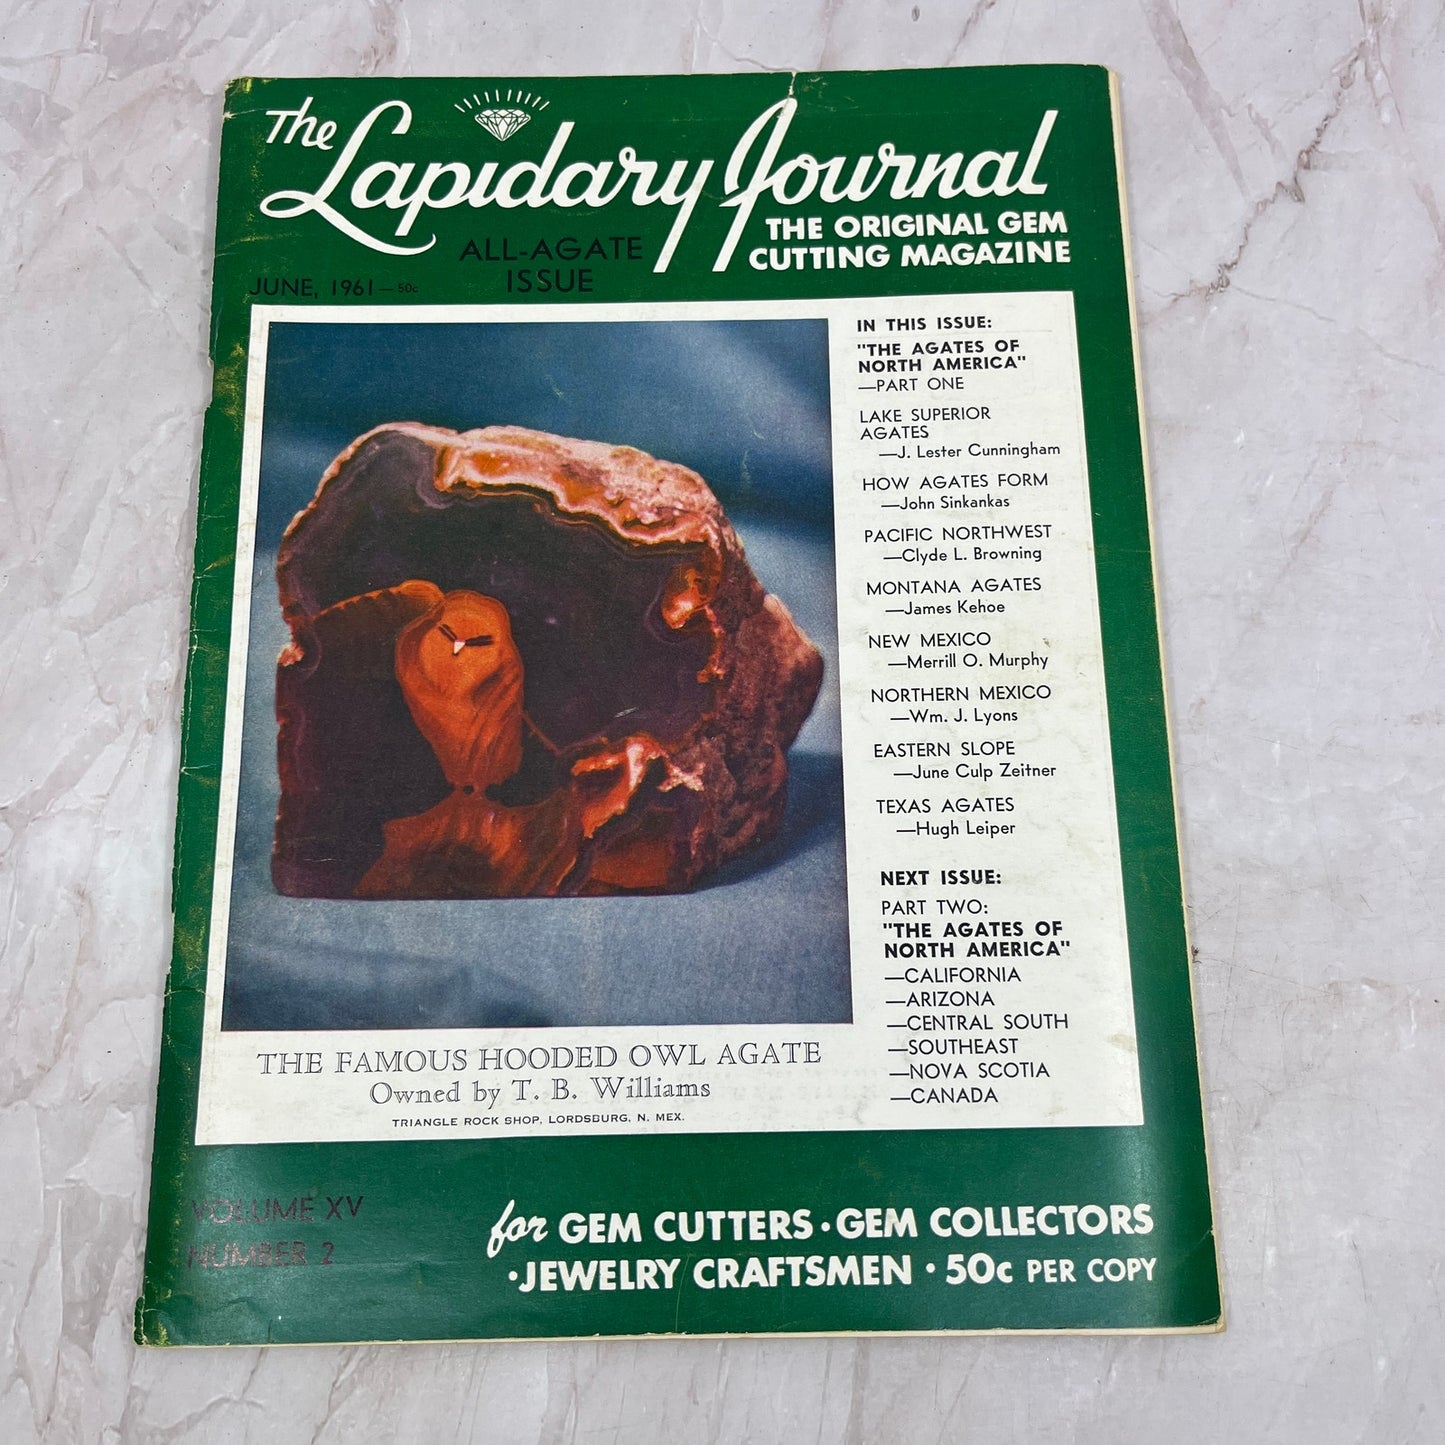 The Lapidary Journal
THE ORIGINAL GEM
CUTTING MAGAZINE
ALL-AGATE
ISSUE
JUNE, 1961—50c
IN THIS ISSUE:
"THE AGATES OF
NORTH AMERICA"
—PART ONE
LAKE SUPERIOR
AGATES
—J. Lester Cunningham
HOW AGATES FORM
—John Sinkankas
PACIFIC NORTHWEST
—Clyde L. Browning
MONTANA AGATES
—James Kehoe
NEW MEXICO
—Merrill O. Murphy
NORTHERN MEXICO
—Wm. J. Lyons
EASTERN SLOPE
—June Culp Zeitner
TEXAS AGATES
—Hugh Leiper
NEXT ISSUE:
PART TWO:
"THE AGATES OF
NORTH AMERICA"
—CALIFORNIA
—ARIZONA
—CENTRAL SOUTH
—SOUTHEAST
—NOVA SCOTIA
—CANADA
THE FAMOUS HOODED OWL AGATE
Owned by T. B. Williams
TRIANGLE ROCK SHOP, LORDSBURG, N. MEX.
VOLUME XV
NUMBER 2
for GEM CUTTERS • GEM COLLECTORS
• JEWELRY CRAFTSMEN • 50c PER COPY